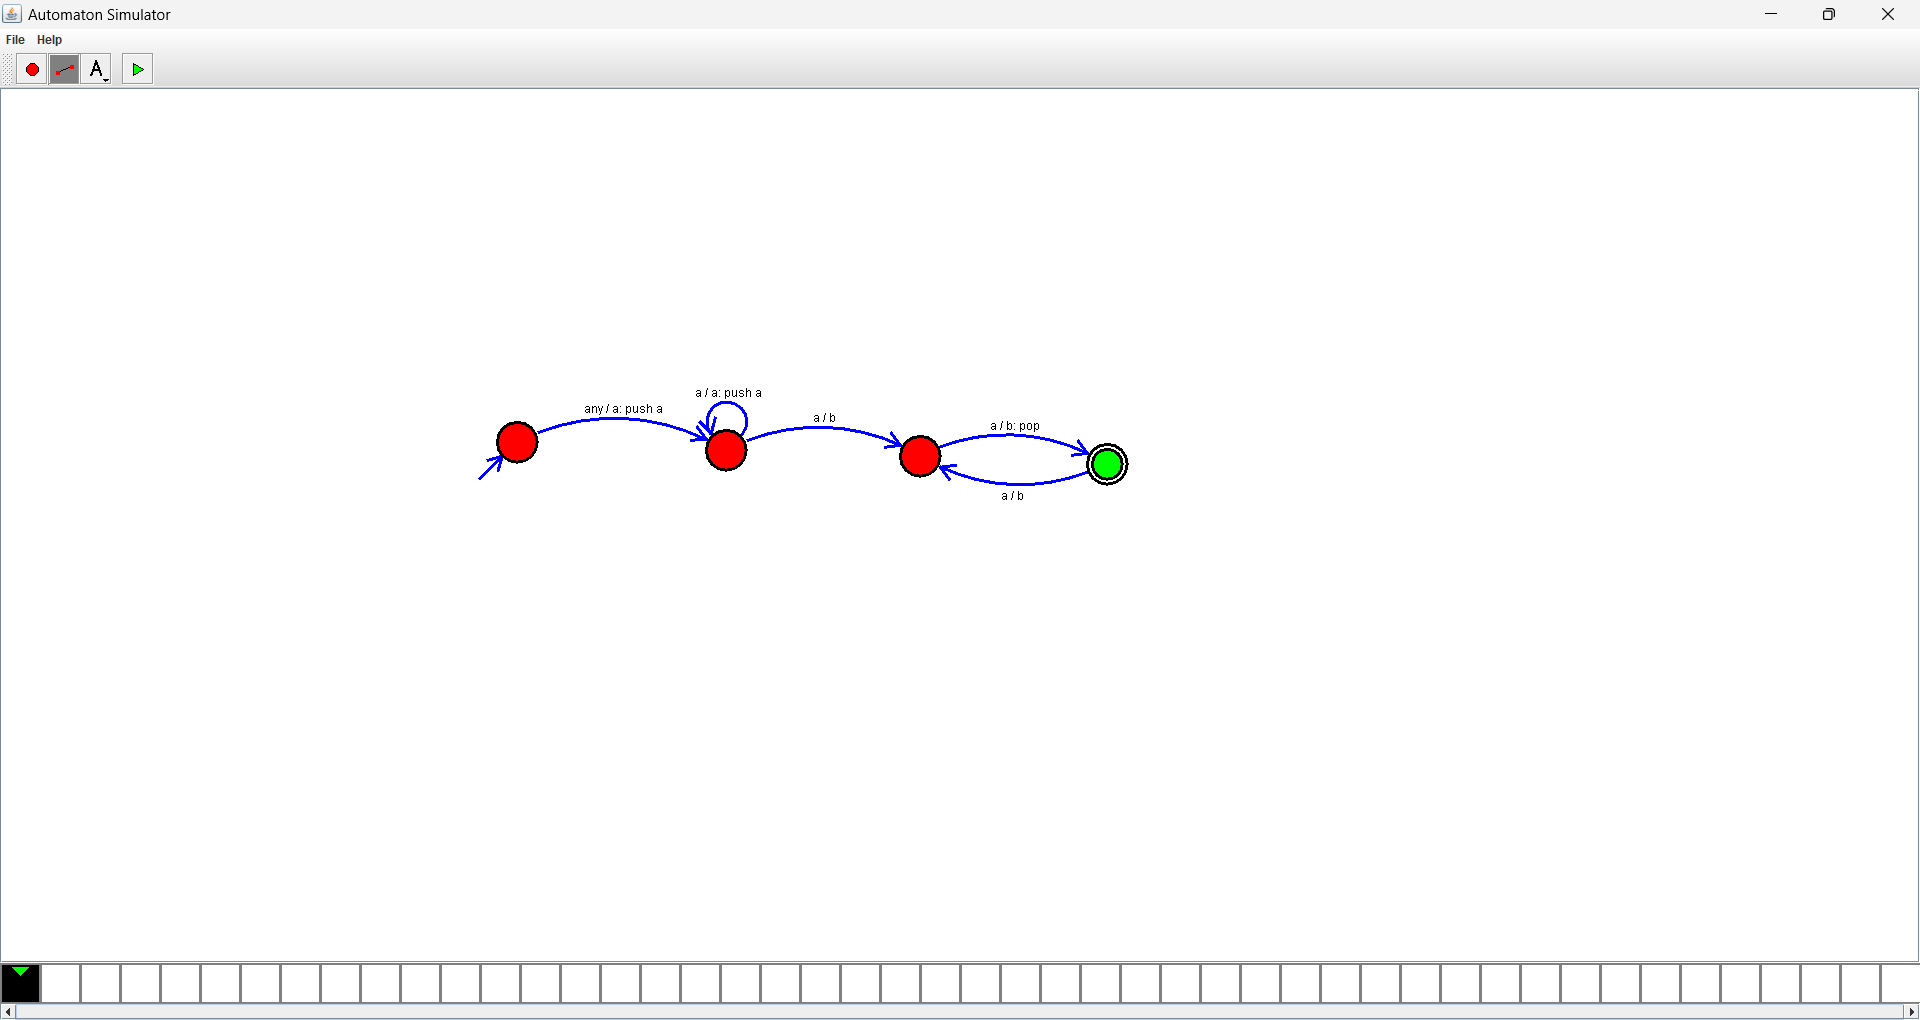 Automaton Simulator
File Help
A
a / a: push a
any / a: push a
a / b
a / b: pop
a / b